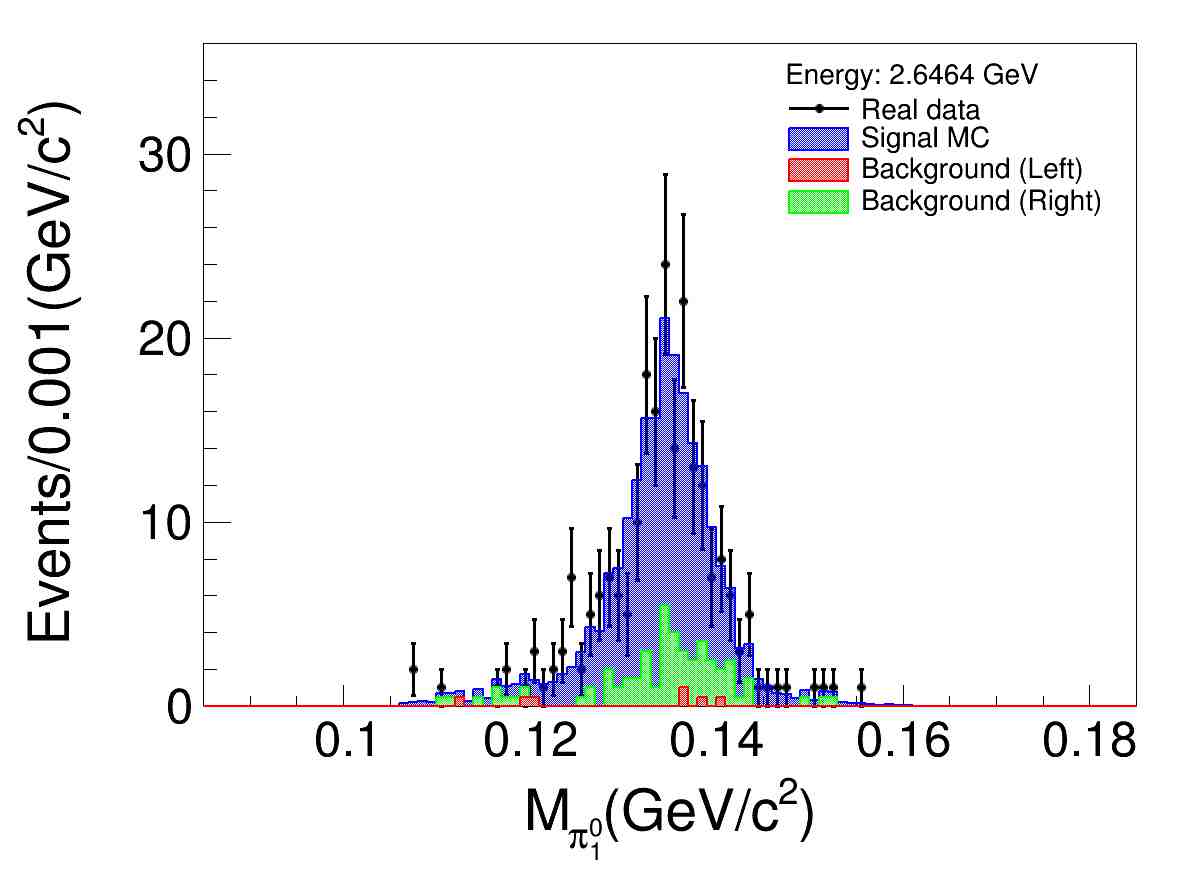 Energy: 2.6464 GeV
Real data
Signal MC
Background (Left)
Background (Right)
Events/0.001(GeV/c²)
30
20
10
0
0.1 0.12 0.14 0.16 0.18
M_{π⁰₁}(GeV/c²)